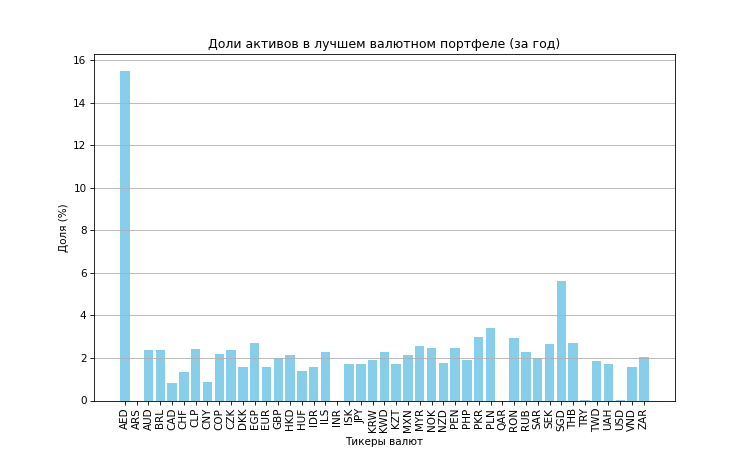 Доли активов в лучшем валютном портфеле (за год)
16
14
12
10
8
6
4
2
0
Доля (%)
AED ARS AUD BRL CAD CHF CLP CNY COP CZK DKK EGP EUR GBP HKD HUF IDR ILS INR ISK JPY KRW KWD KZT MXN MYR NOK NZD PEN PHP PKR PLN QAR RON RUB SAR SEK SGD THB TRY TWD UAH USD VND ZAR
Тикеры валют